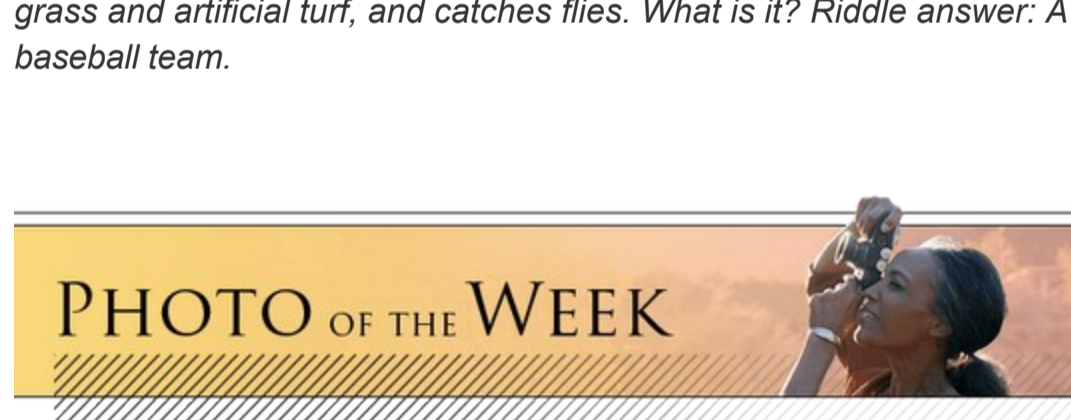 grass and artificial turf, and catches flies. What is it? Riddle answer: A
baseball team.
PHOTO OF THE WEEK